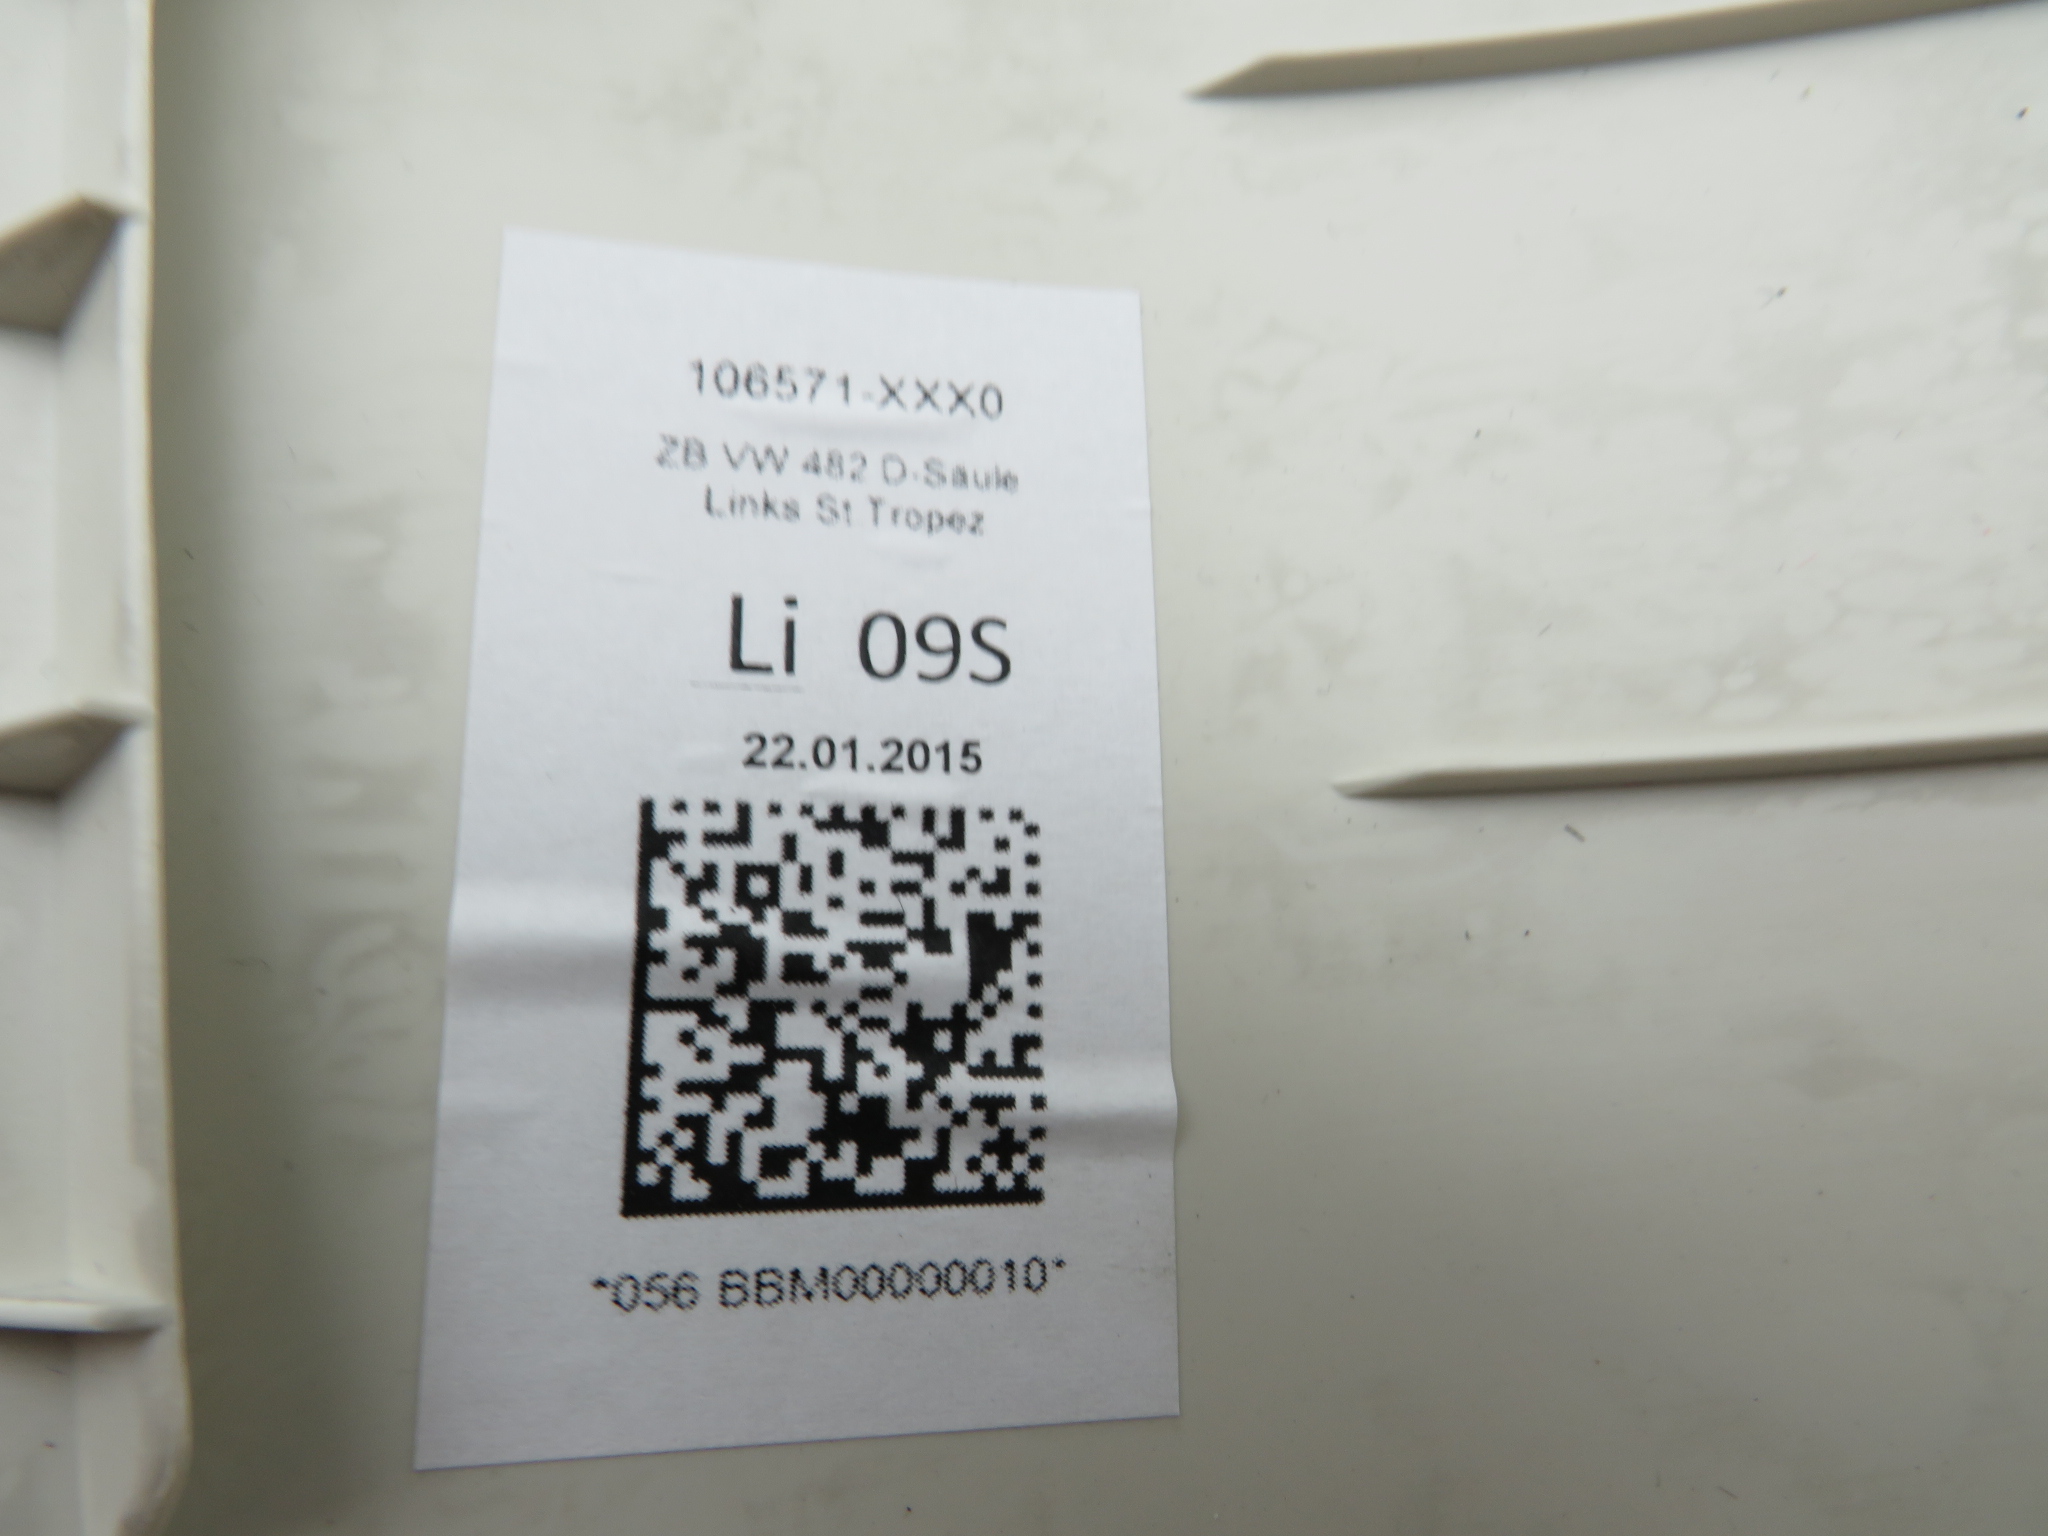 106571-XXX0
ZB VW 482 D-Säule
Links St Tropez
Li 09S
22.01.2015
*056 BBM00000010*